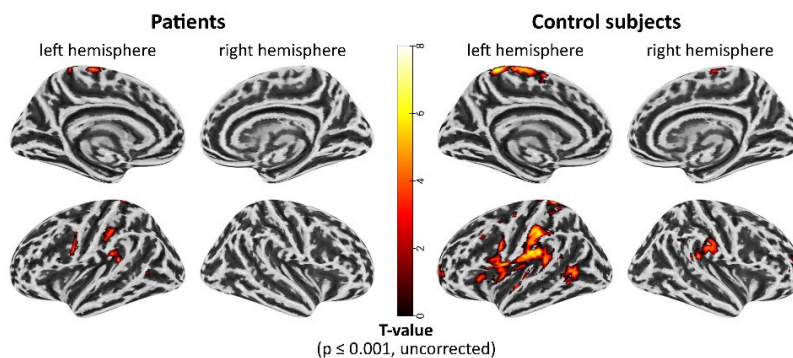 Patients
Control subjects
left hemisphere
right hemisphere
left hemisphere
right hemisphere
8
6
4
2
0
T-value
(p ≤ 0.001, uncorrected)